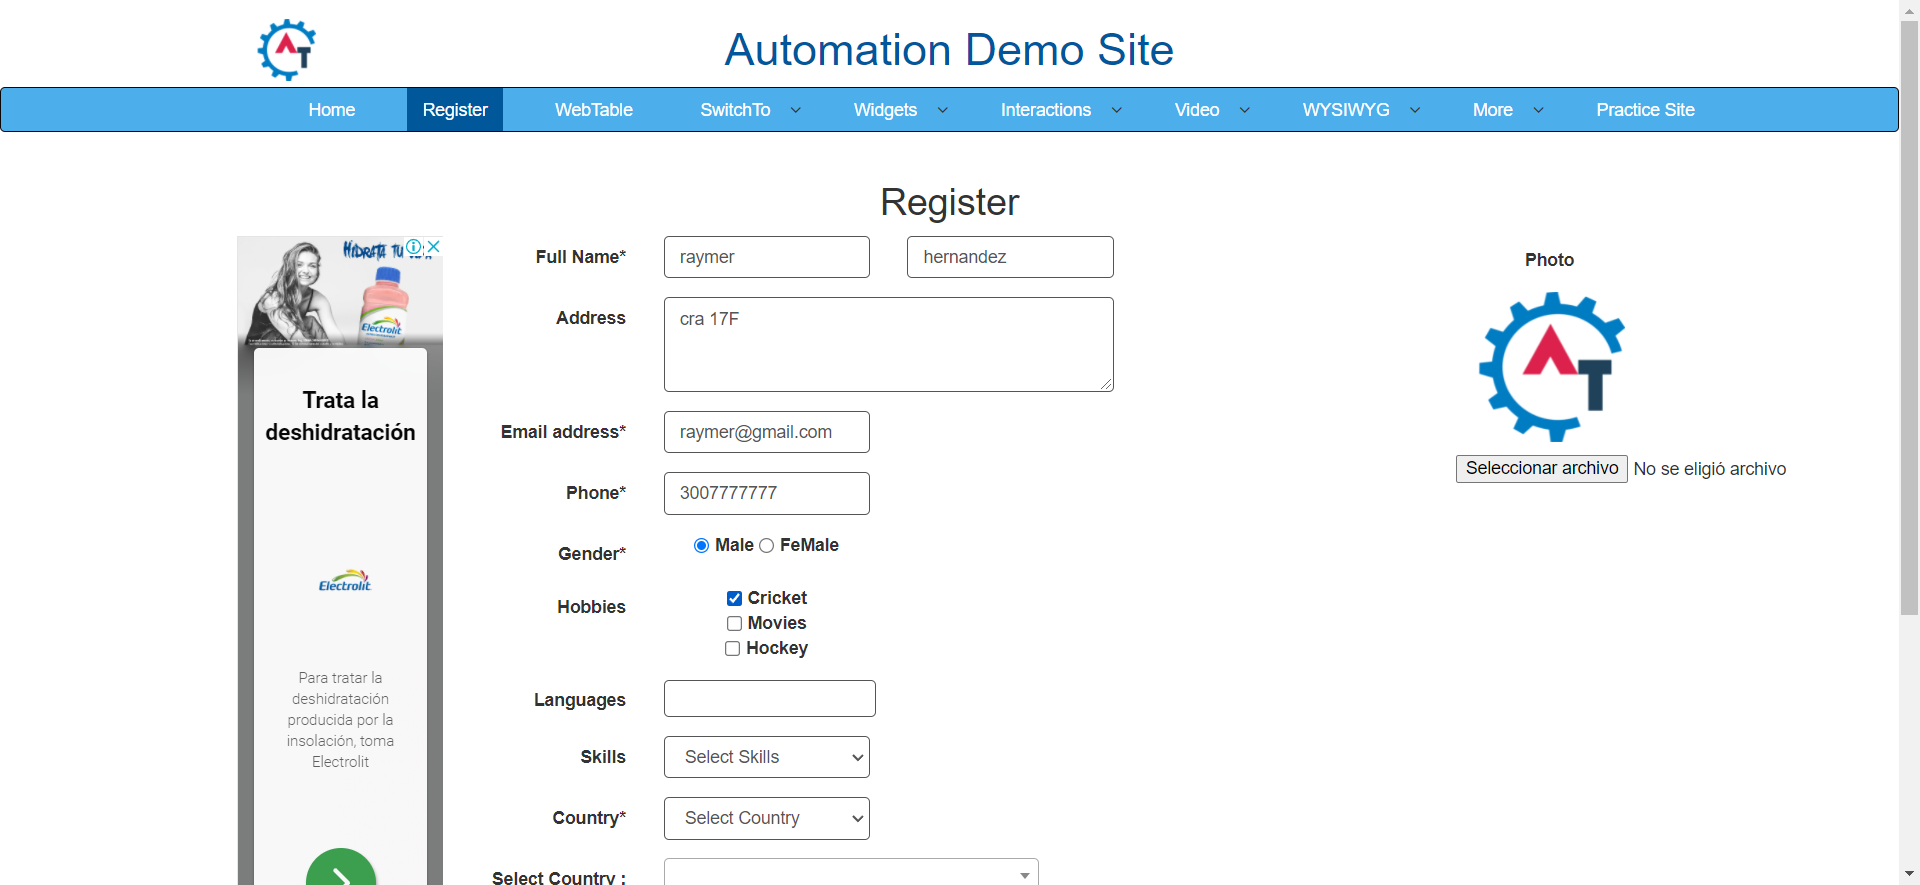 Automation Demo Site
Home Register WebTable SwitchTo Widgets Interactions Video WYSIWYG More Practice Site
Register
HIDRATA TU
Electrolit
Trata la
deshidratación
Electrolit
Para tratar la
deshidratación
producida por la
insolación, toma
Electrolit
Full Name* raymer hernandez
Address cra 17F
Email address* raymer@gmail.com
Phone* 3007777777
Gender* Male FeMale
Hobbies Cricket
Movies
Hockey
Languages
Skills Select Skills
Country* Select Country
Select Country :
Photo
AT
Seleccionar archivo No se eligió archivo